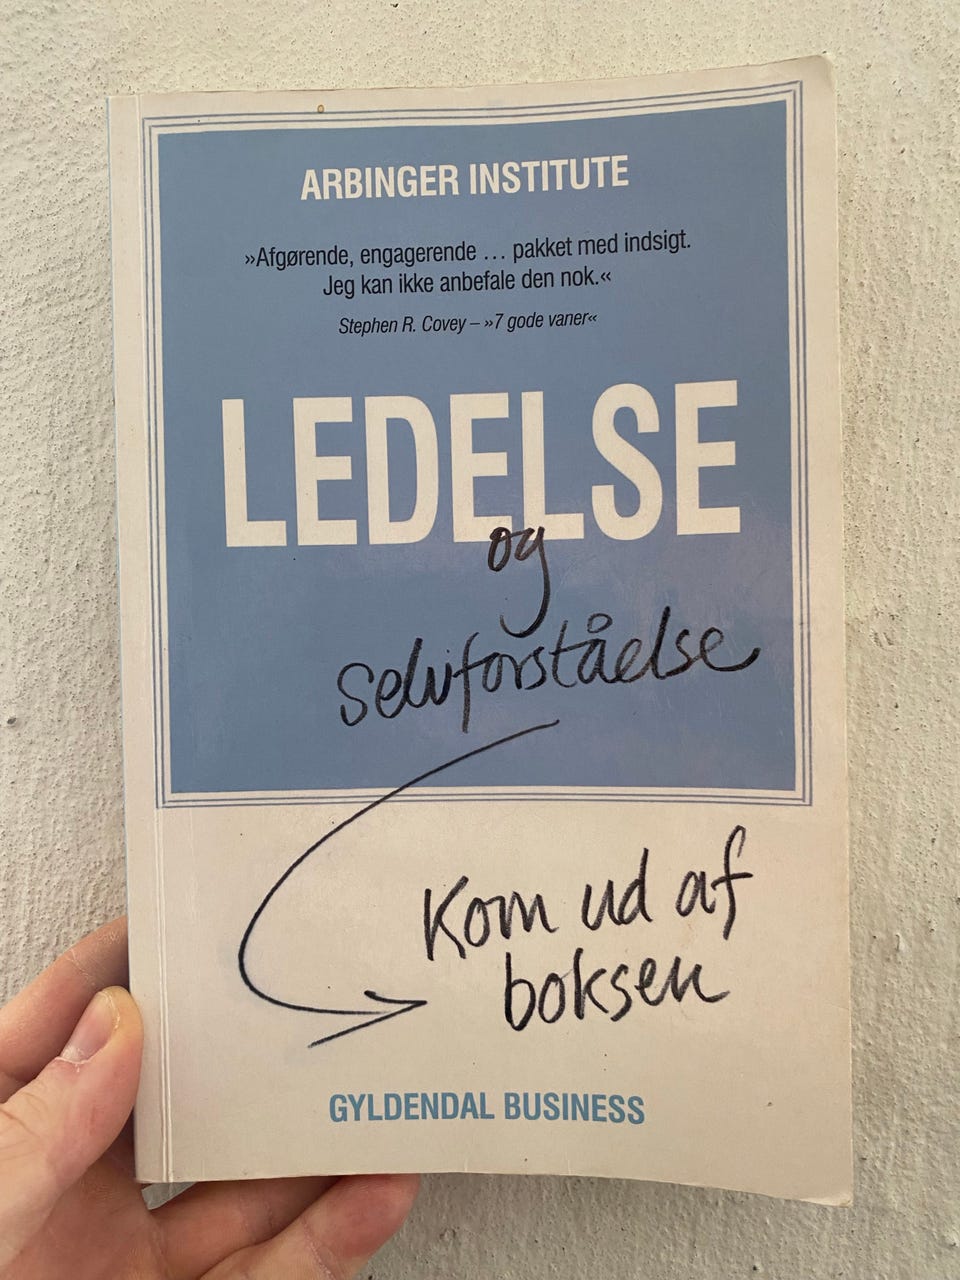 ARBINGER INSTITUTE
»Afgørende, engagerende ... pakket med indsigt.
Jeg kan ikke anbefale den nok.«
Stephen R. Covey – »7 gode vaner«
LEDELSE
og
selvforståelse
Kom ud af
boksen
GYLDENDAL BUSINESS